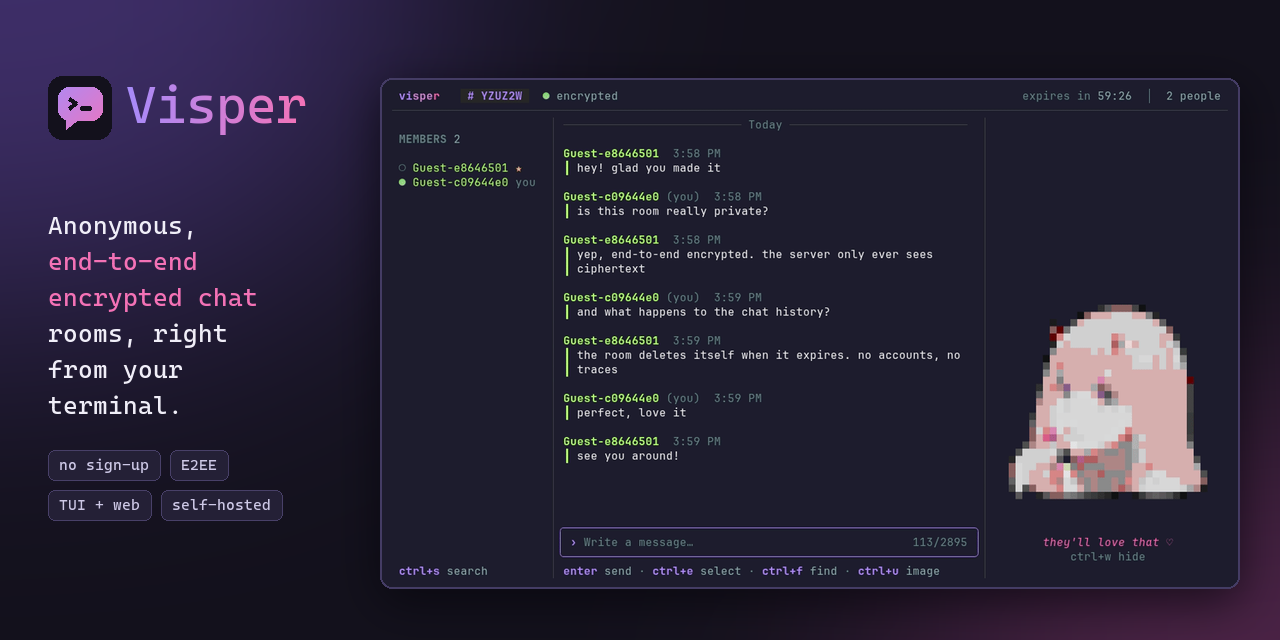 Visper
Anonymous,
end-to-end
encrypted chat
rooms, right
from your
terminal.
no sign-up
E2EE
TUI + web
self-hosted
visper # YZUZ2W ● encrypted
expires in 59:26 │ 2 people
MEMBERS 2
○ Guest-e8646501 ★
● Guest-c09644e0 you
ctrl+s search
Today
Guest-e8646501 3:58 PM
hey! glad you made it
Guest-c09644e0 (you) 3:58 PM
is this room really private?
Guest-e8646501 3:58 PM
yep, end-to-end encrypted. the server only ever sees
ciphertext
Guest-c09644e0 (you) 3:59 PM
and what happens to the chat history?
Guest-e8646501 3:59 PM
the room deletes itself when it expires. no accounts, no
traces
Guest-c09644e0 (you) 3:59 PM
perfect, love it
Guest-e8646501 3:59 PM
see you around!
› Write a message… 113/2895
enter send · ctrl+e select · ctrl+f find · ctrl+u image
they'll love that ♡
ctrl+w hide